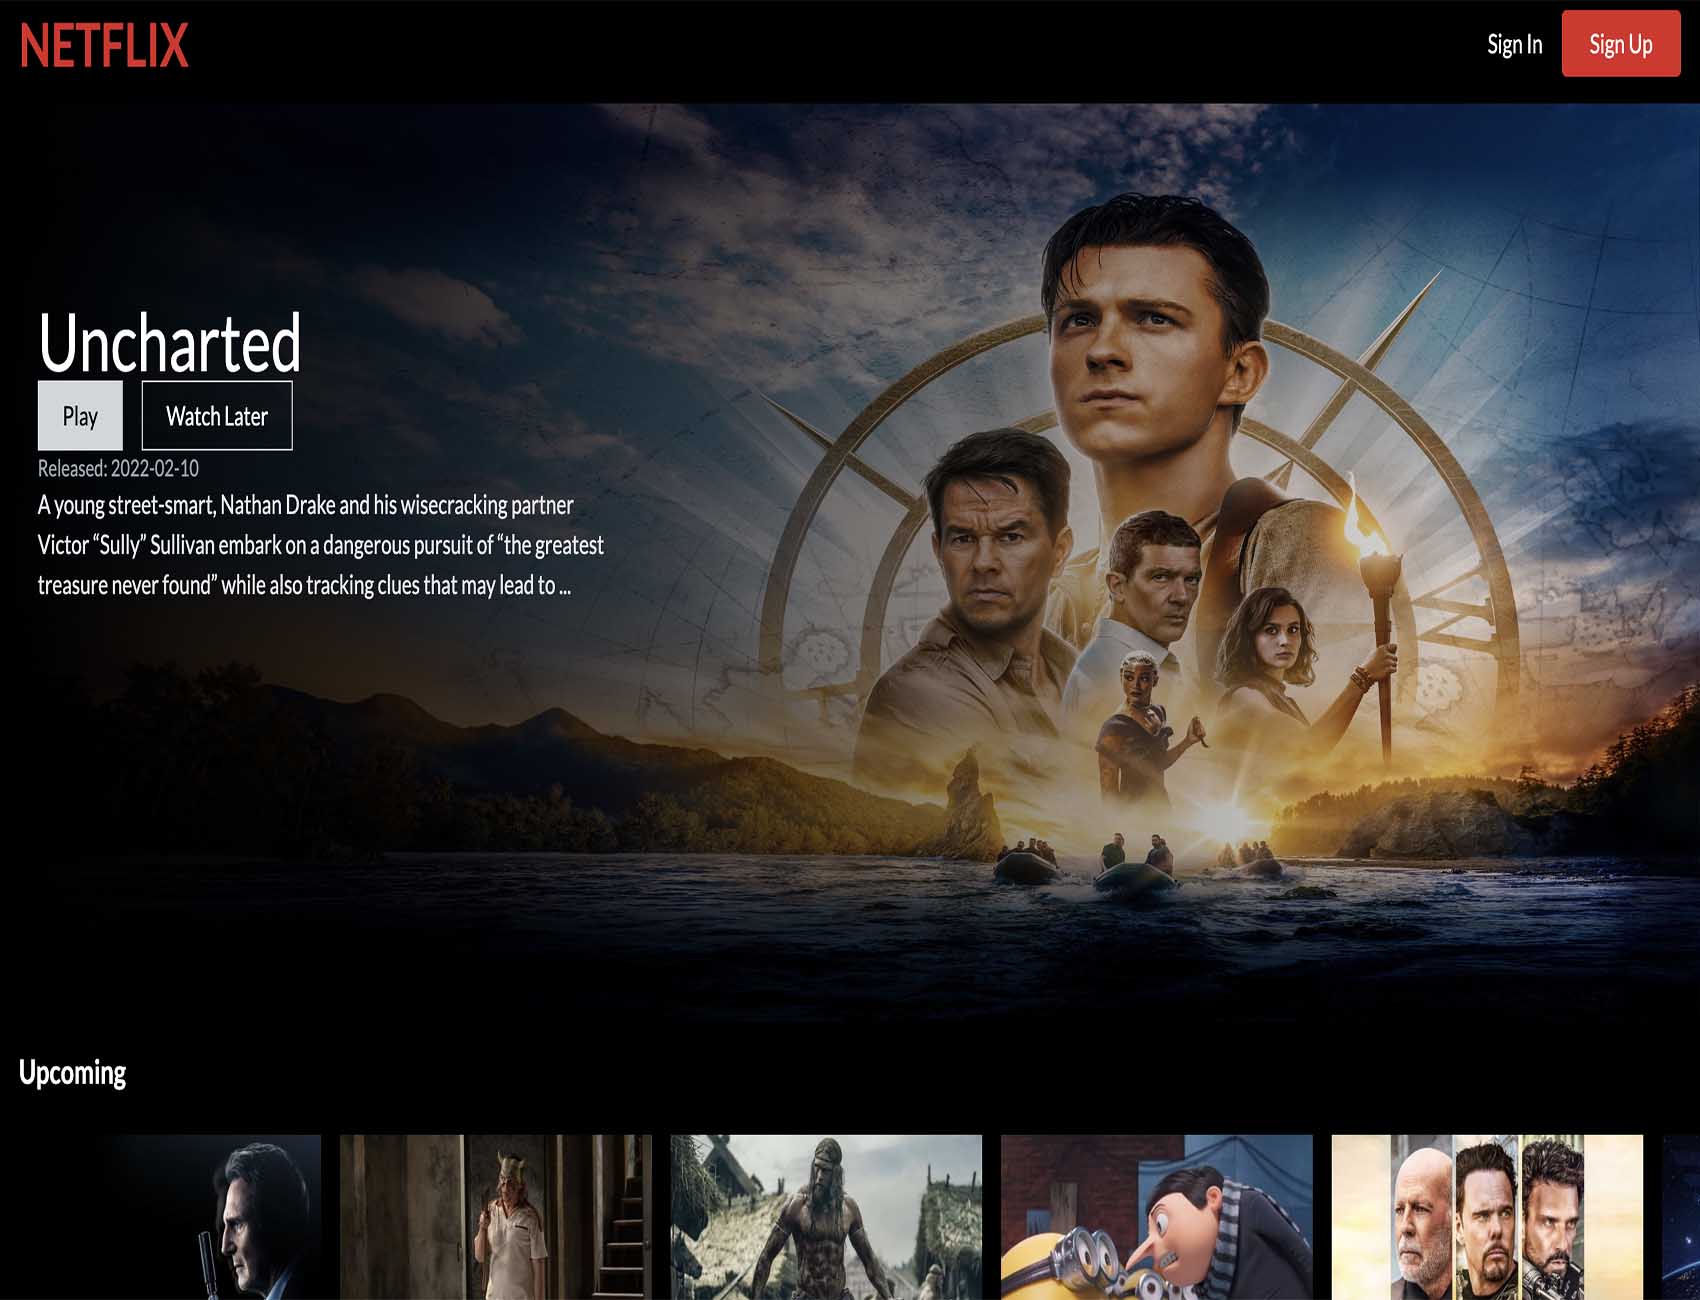 NETFLIX
Sign In
Sign Up
Uncharted
Play
Watch Later
Released: 2022-02-10
A young street-smart, Nathan Drake and his wisecracking partner
Victor “Sully” Sullivan embark on a dangerous pursuit of “the greatest
treasure never found” while also tracking clues that may lead to ...
Upcoming